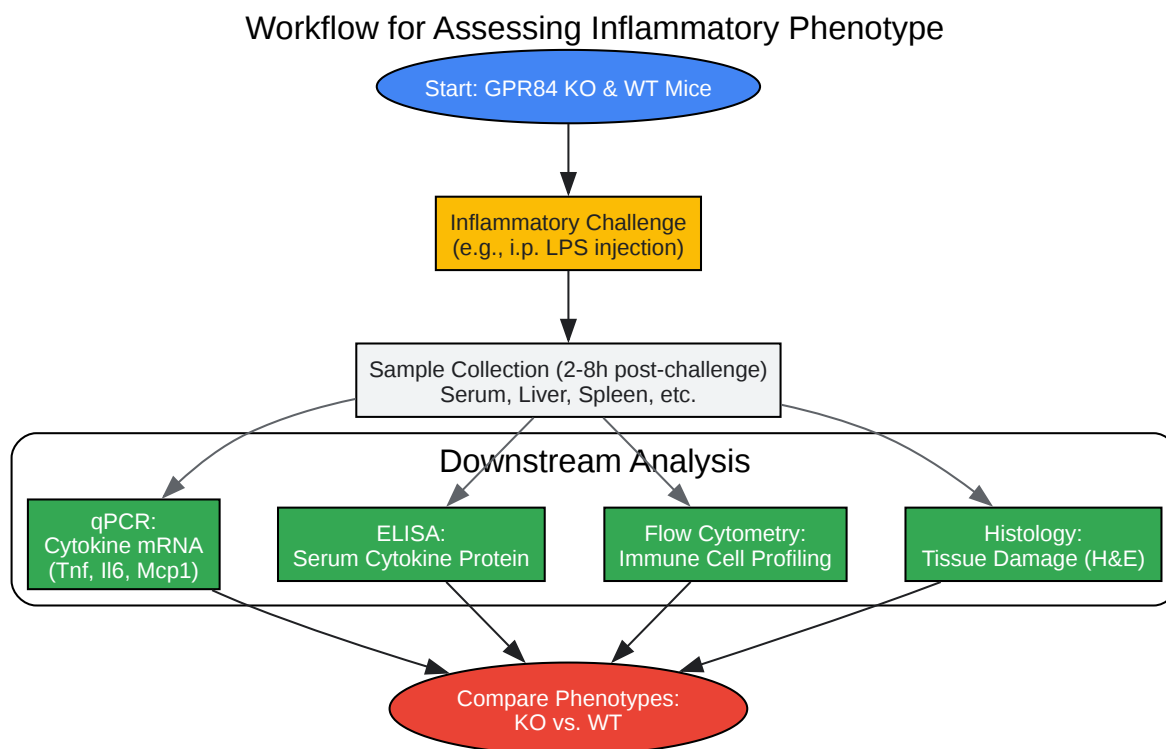 Workflow for Assessing Inflammatory Phenotype
Start: GPR84 KO & WT Mice
Inflammatory Challenge
(e.g., i.p. LPS injection)
Sample Collection (2-8h post-challenge)
Serum, Liver, Spleen, etc.
Downstream Analysis
qPCR:
Cytokine mRNA
(Tnf, Il6, Mcp1)
ELISA:
Serum Cytokine Protein
Flow Cytometry:
Immune Cell Profiling
Histology:
Tissue Damage (H&E)
Compare Phenotypes:
KO vs. WT